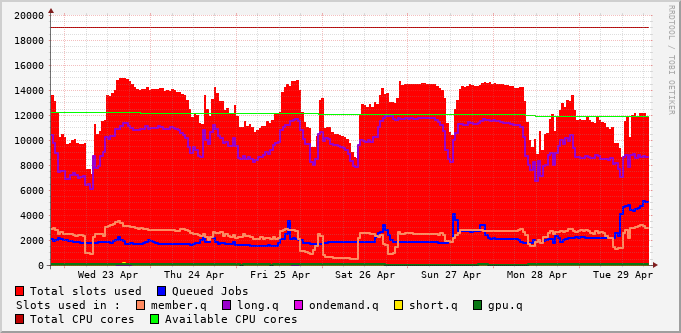 RRDTOOL / TOBI OETIKER
20000
18000
16000
14000
12000
10000
8000
6000
4000
2000
0
Wed 23 Apr Thu 24 Apr Fri 25 Apr Sat 26 Apr Sun 27 Apr Mon 28 Apr Tue 29 Apr
Total slots used Queued Jobs
Slots used in : member.q long.q ondemand.q short.q gpu.q
Total CPU cores Available CPU cores